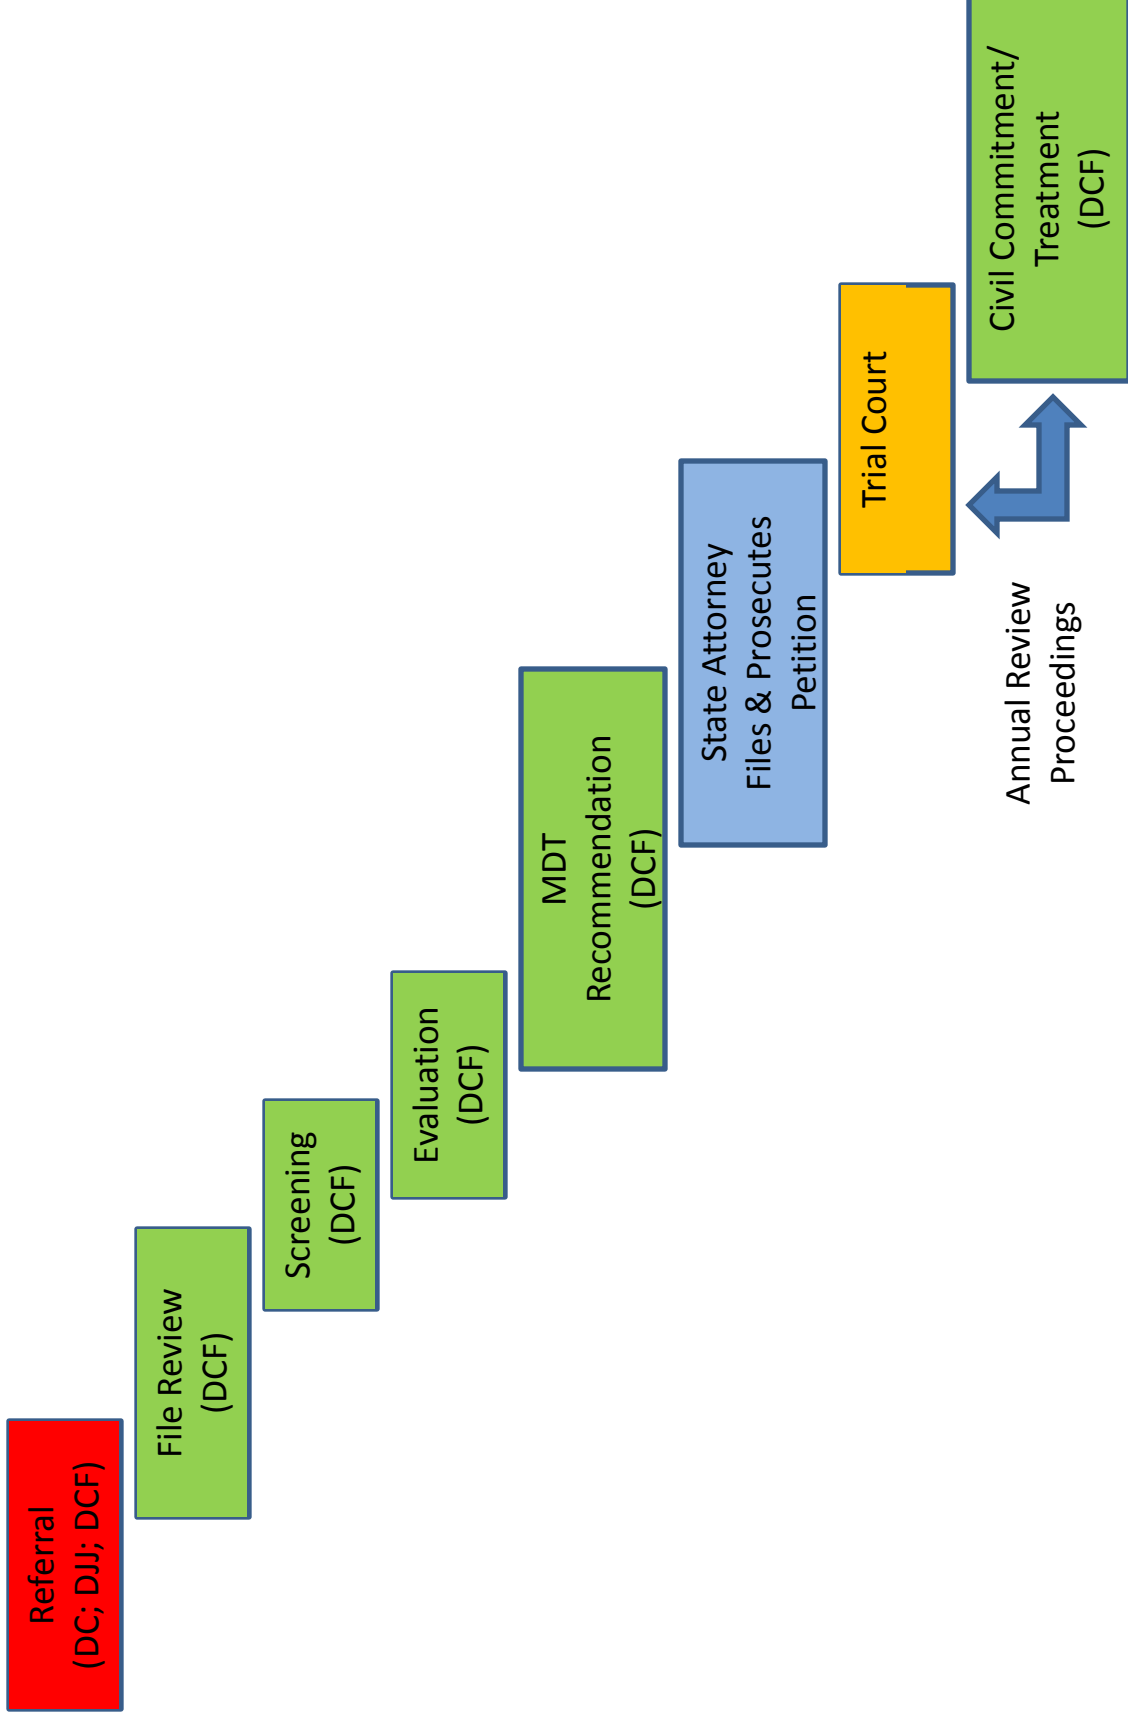 Referral
(DC; DJJ; DCF)
File Review
(DCF)
Screening
(DCF)
Evaluation
(DCF)
MDT
Recommendation
(DCF)
State Attorney
Files & Prosecutes
Petition
Trial Court
Annual Review
Proceedings
Civil Commitment/
Treatment
(DCF)